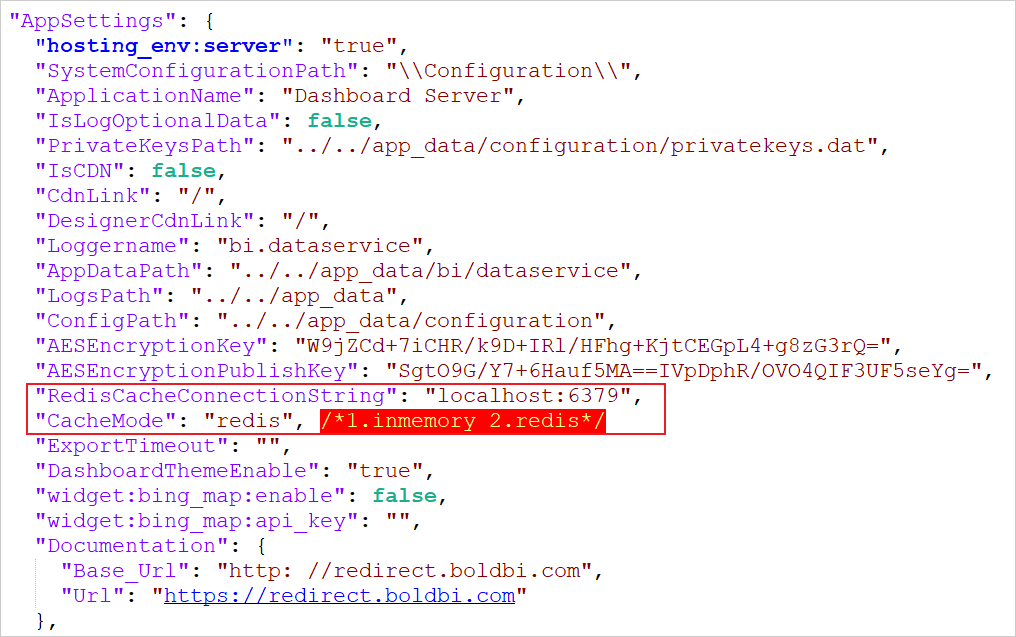 "AppSettings": {
"hosting_env:server": "true",
"SystemConfigurationPath": "\\Configuration\\",
"ApplicationName": "Dashboard Server",
"IsLogOptionalData": false,
"PrivateKeysPath": "../../app_data/configuration/privatekeys.dat",
"IsCDN": false,
"CdnLink": "/",
"DesignerCdnLink": "/",
"Loggername": "bi.dataservice",
"AppDataPath": "../../app_data/bi/dataservice",
"LogsPath": "../../app_data",
"ConfigPath": "../../app_data/configuration",
"AESEncryptionKey": "W9jZCd+7iCHR/k9D+IRl/HFhg+KjtCEGpL4+g8zG3rQ=",
"AESEncryptionPublishKey": "SgtO9G/Y7+6Hauf5MA==IVpDphR/OVO4QIF3UF5seYg=",
"RedisCacheConnectionString": "localhost:6379",
"CacheMode": "redis", /*1.inmemory 2.redis*/
"ExportTimeout": "",
"DashboardThemeEnable": "true",
"widget:bing_map:enable": false,
"widget:bing_map:api_key": "",
"Documentation": {
"Base_Url": "http: //redirect.boldbi.com",
"Url": "https://redirect.boldbi.com"
},